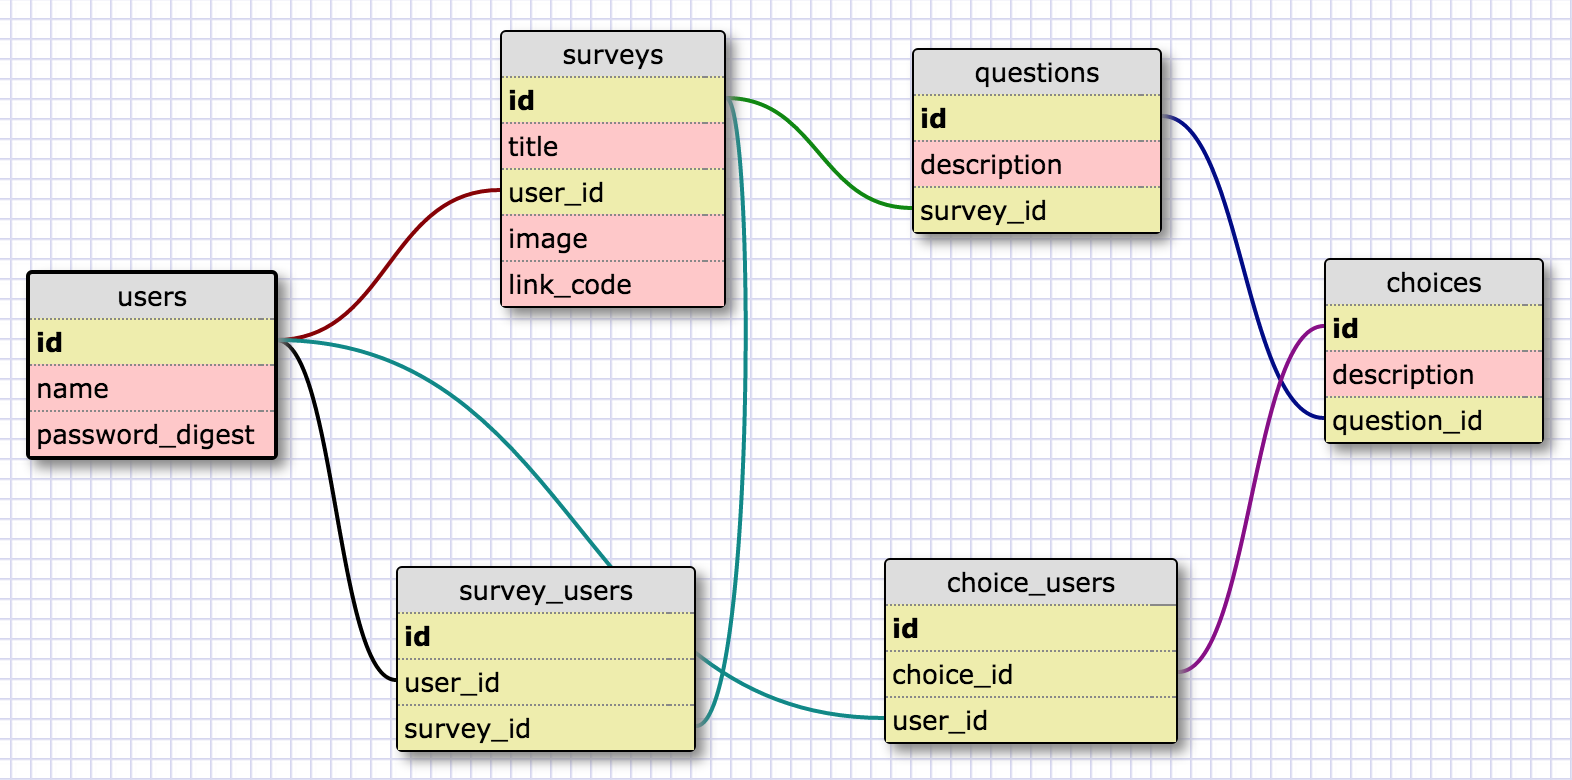 surveys
id
title
user_id
image
link_code
questions
id
description
survey_id
users
id
name
password_digest
choices
id
description
question_id
survey_users
id
user_id
survey_id
choice_users
id
choice_id
user_id